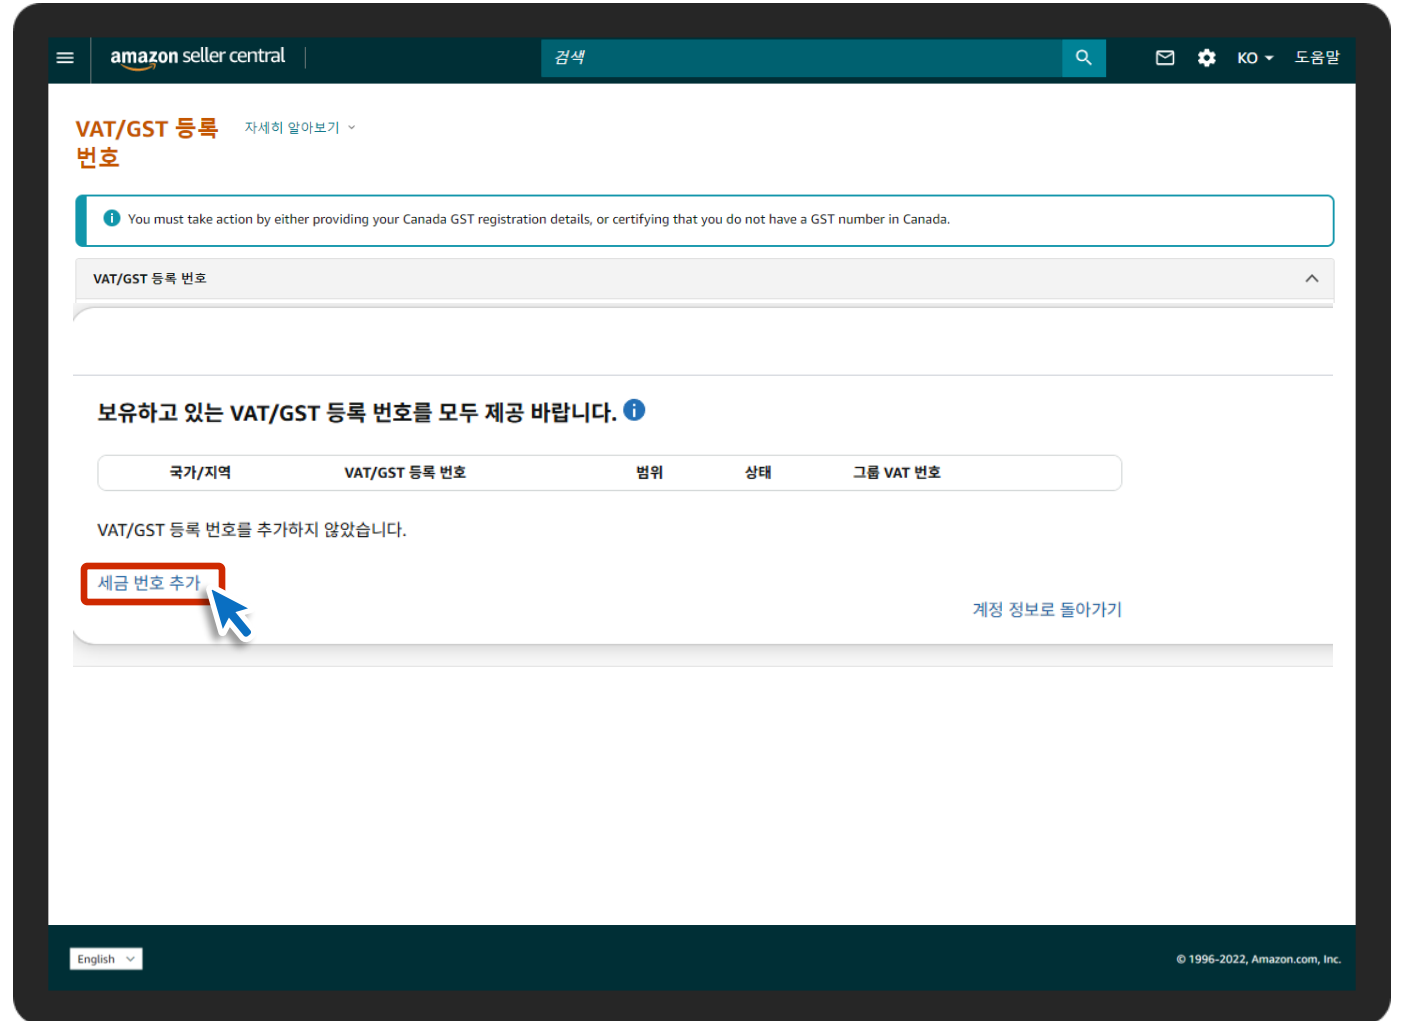 amazon seller central
검색
KO
도움말
VAT/GST 등록
번호
자세히 알아보기
You must take action by either providing your Canada GST registration details, or certifying that you do not have a GST number in Canada.
VAT/GST 등록 번호
보유하고 있는 VAT/GST 등록 번호를 모두 제공 바랍니다.
국가/지역 VAT/GST 등록 번호 범위 상태 그룹 VAT 번호
VAT/GST 등록 번호를 추가하지 않았습니다.
세금 번호 추가
계정 정보로 돌아가기
English
© 1996-2022, Amazon.com, Inc.